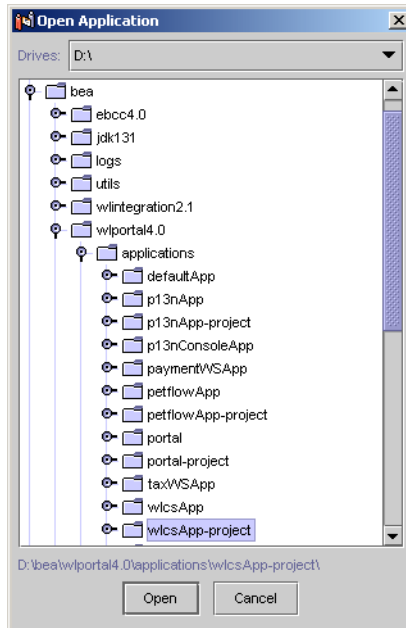 Open Application
Drives: D:\
bea
ebcc4.0
jdk131
logs
utils
wlintegration2.1
wlportal4.0
applications
defaultApp
p13nApp
p13nApp-project
p13nConsoleApp
paymentWSApp
petflowApp
petflowApp-project
portal
portal-project
taxWSApp
wlcsApp
wlcsApp-project
D:\bea\wlportal4.0\applications\wlcsApp-project\
Open Cancel